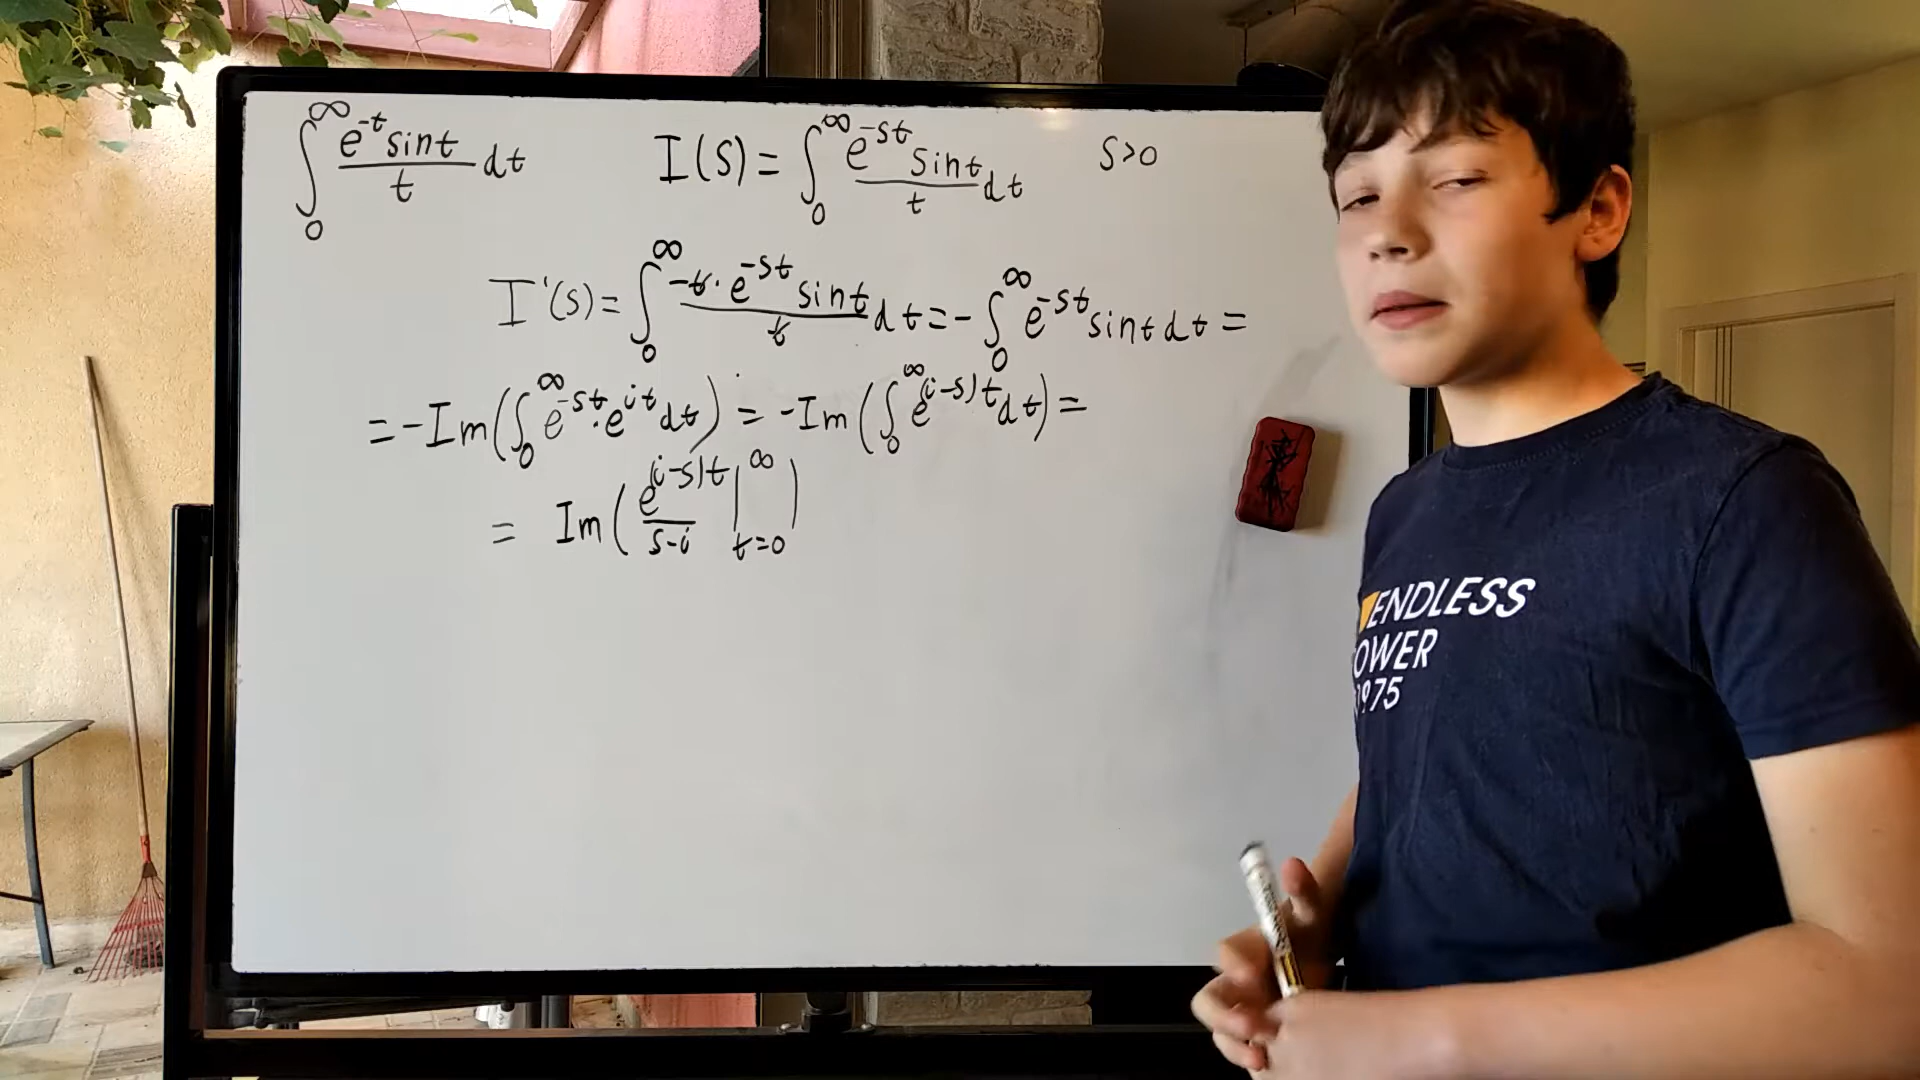 ∫₀^∞ (e^{-t} sint)/t dt    I(s) = ∫₀^∞ (e^{-st} sint)/t dt    s>0
I'(s) = ∫₀^∞ (-t·e^{-st} sint)/t dt = -∫₀^∞ e^{-st} sint dt =
= -Im(∫₀^∞ e^{-st}·e^{it} dt) = -Im(∫₀^∞ e^{(i-s)t} dt) =
= Im(e^{(i-s)t}/(s-i) |_{t=0}^∞)
ENDLESS
OWER
1975